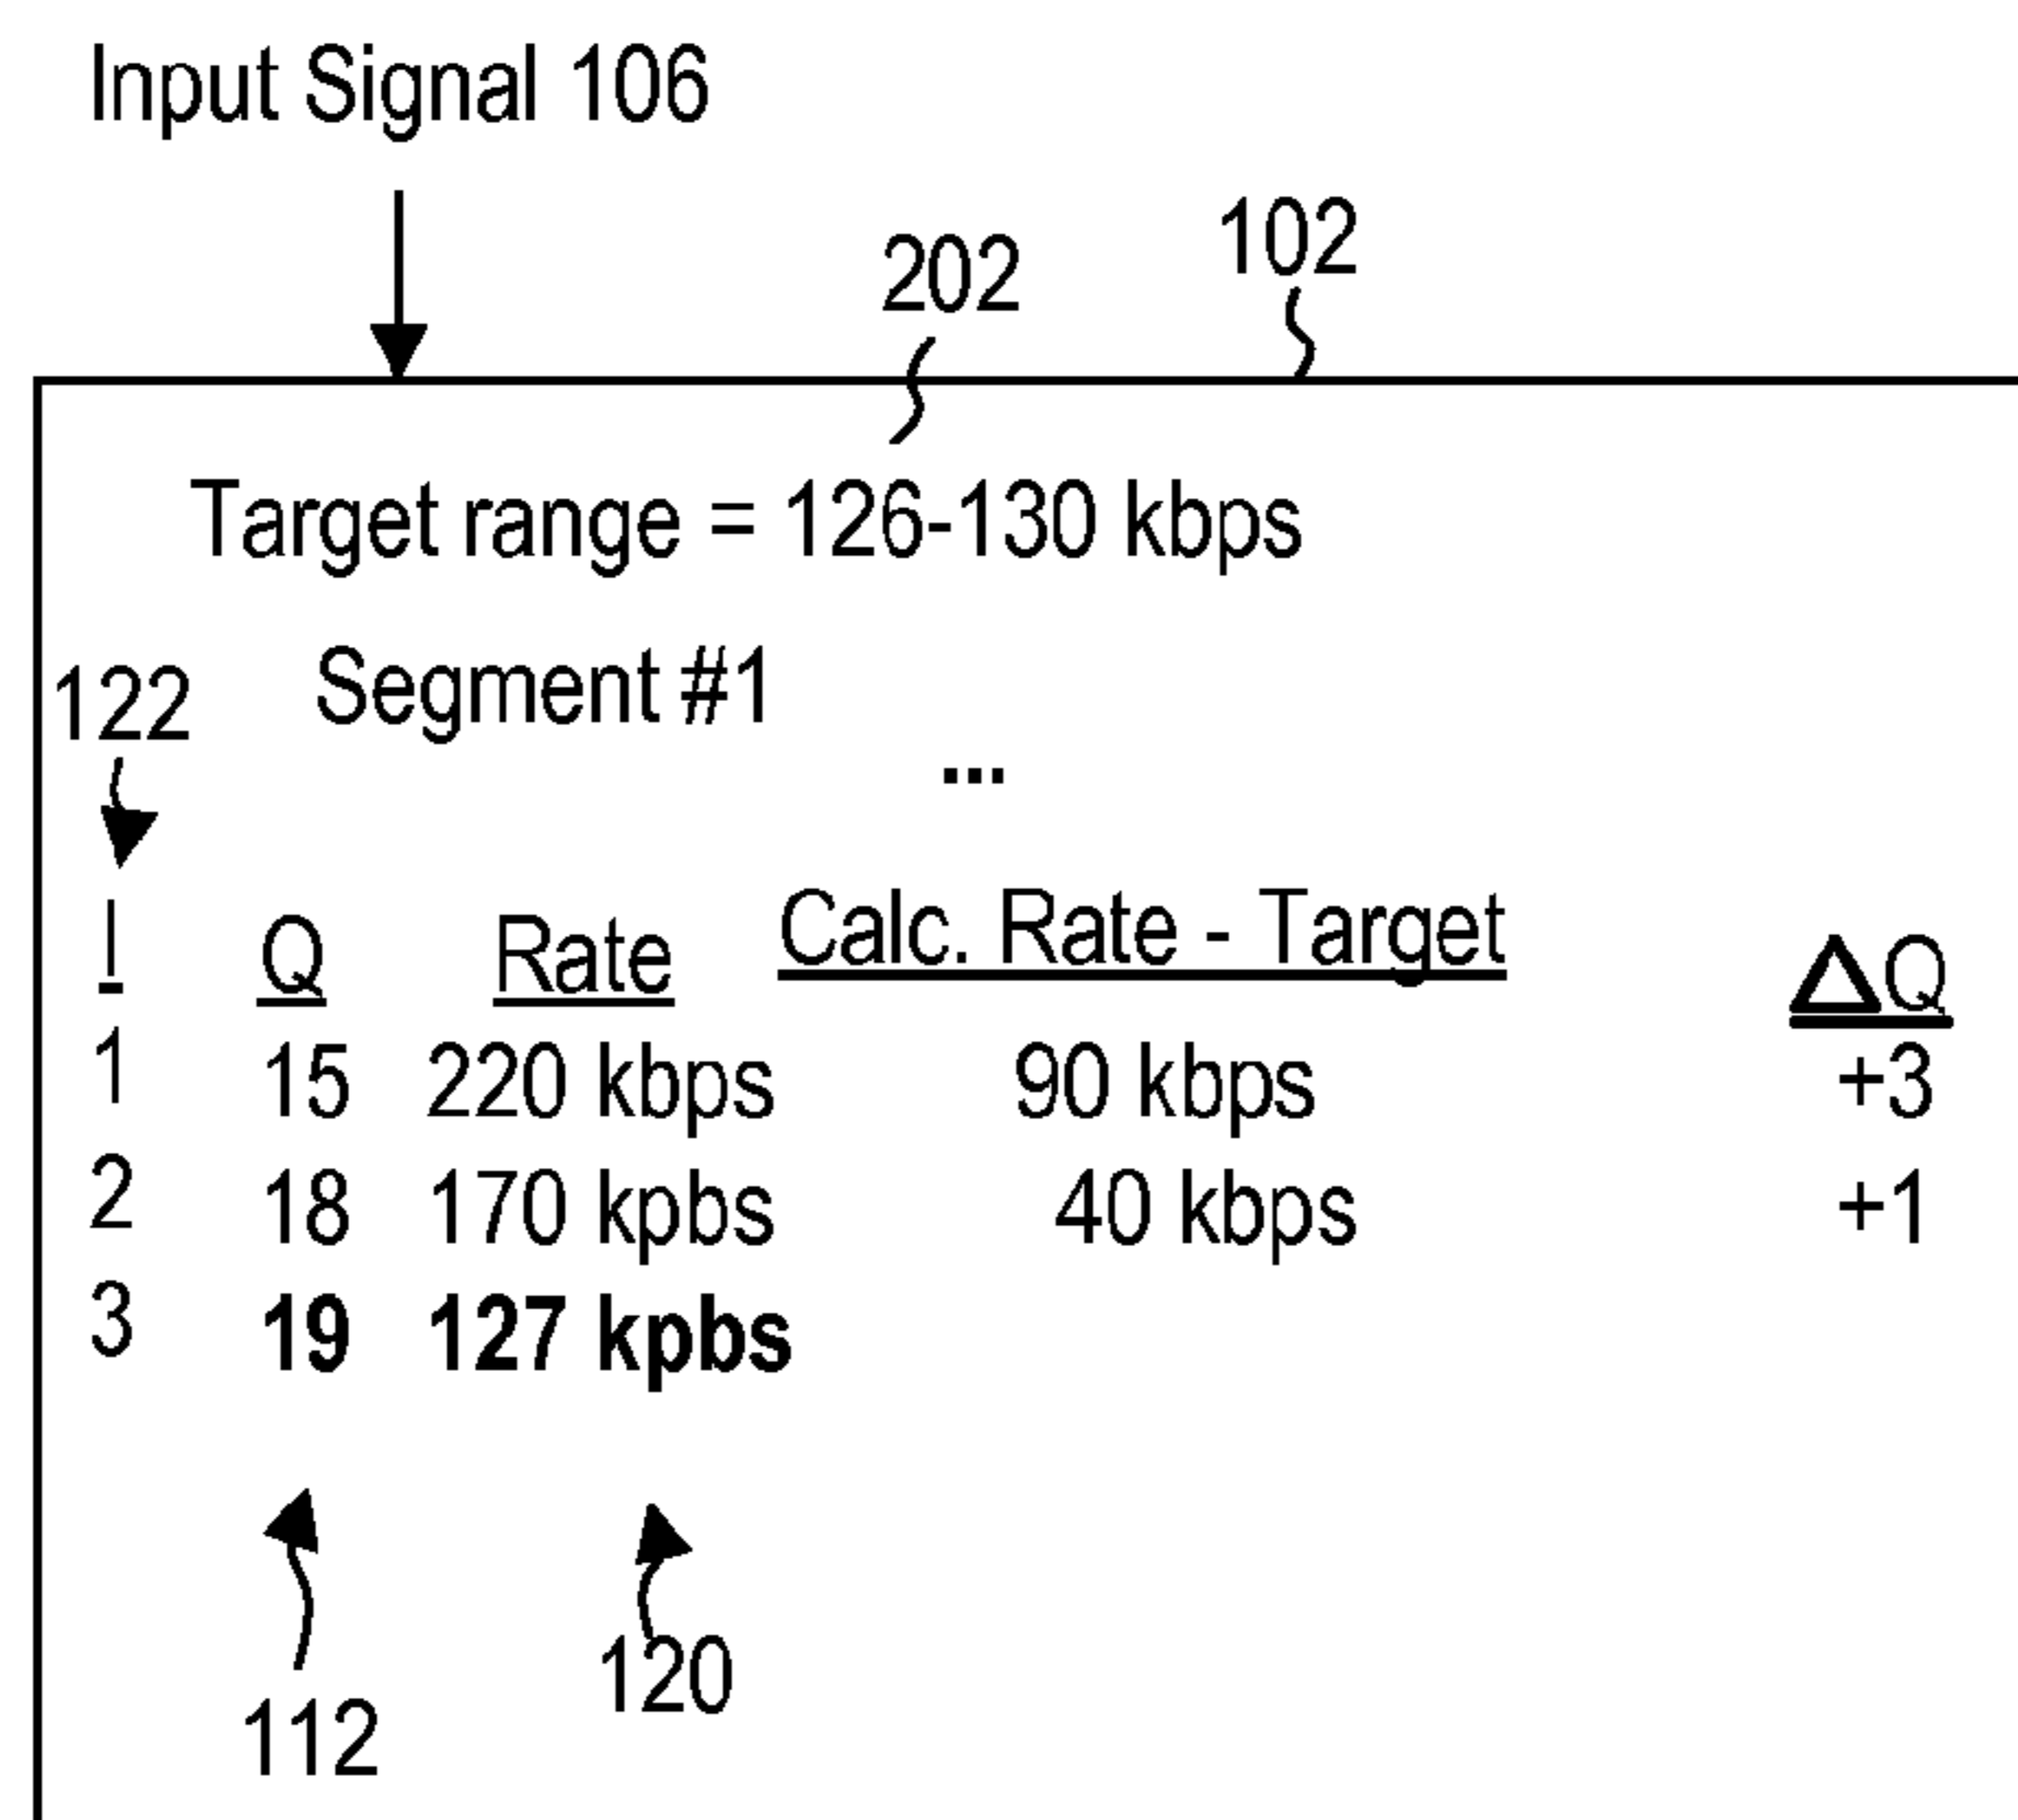 Input Signal 106
202
102
Target range = 126-130 kbps
122
Segment #1
...
I Q Rate Calc. Rate - Target ΔQ
1 15 220 kbps 90 kbps +3
2 18 170 kpbs 40 kbps +1
3 19 127 kpbs
120
112